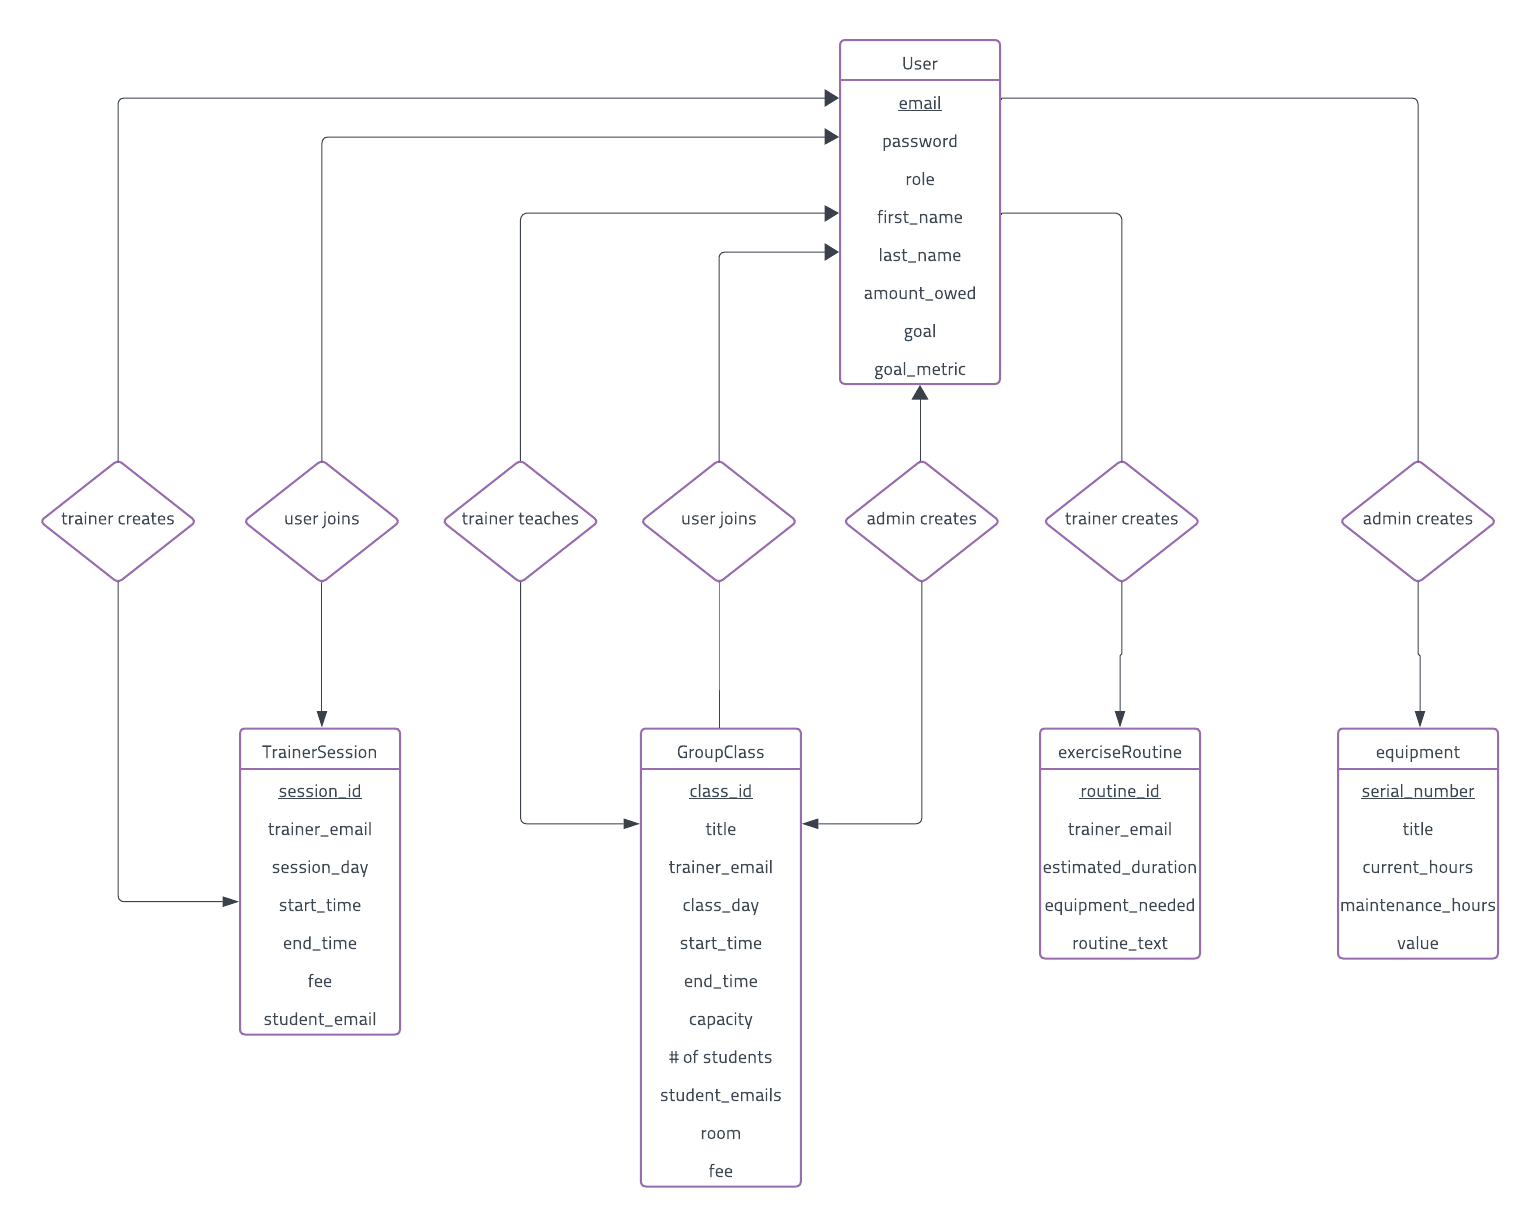 User
email
password
role
first_name
last_name
amount_owed
goal
goal_metric
trainer creates
user joins
trainer teaches
user joins
admin creates
trainer creates
admin creates
TrainerSession
session_id
trainer_email
session_day
start_time
end_time
fee
student_email
GroupClass
class_id
title
trainer_email
class_day
start_time
end_time
capacity
# of students
student_emails
room
fee
exerciseRoutine
routine_id
trainer_email
estimated_duration
equipment_needed
routine_text
equipment
serial_number
title
current_hours
maintenance_hours
value